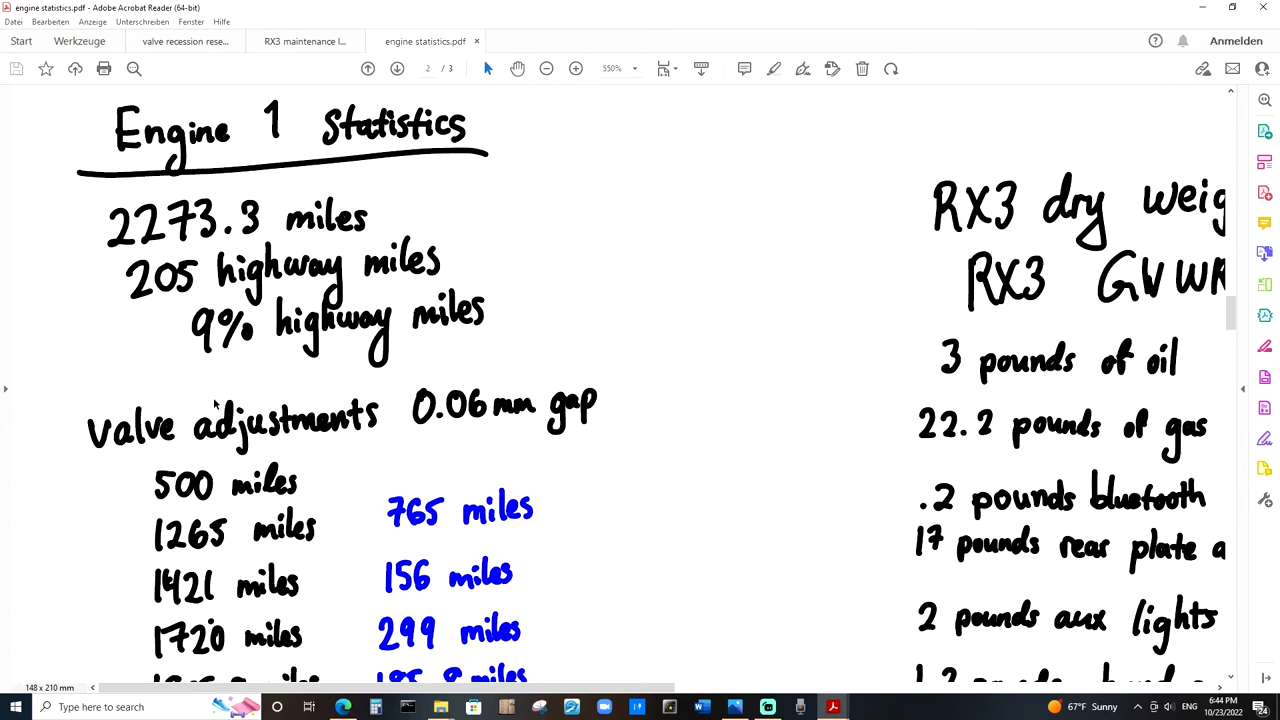 engine statistics.pdf - Adobe Acrobat Reader (64-bit)
Datei Bearbeiten Anzeige Unterschreiben Fenster Hilfe
Start Werkzeuge valve recession rese... RX3 maintenance l... engine statistics.pdf × Anmelden
2 / 3 550%
Engine 1 Statistics
2273.3 miles
205 highway miles
9% highway miles
valve adjustments 0.06mm gap
500 miles
1265 miles
1421 miles
1720 miles
765 miles
156 miles
299 miles
185.8 miles
RX3 dry weig
RX3 GVWR
3 pounds of oil
22.2 pounds of gas
.2 pounds bluetooth
17 pounds rear plate a
2 pounds aux lights
148 x 210 mm
Type here to search
67°F Sunny
6:44 PM
10/23/2022
24